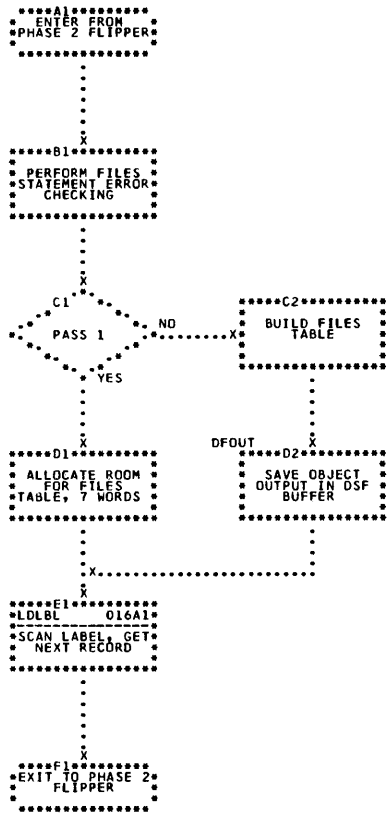 A1
ENTER FROM
PHASE 2 FLIPPER
B1
PERFORM FILES
STATEMENT ERROR
CHECKING
C1
PASS 1
NO
YES
C2
BUILD FILES
TABLE
D1
ALLOCATE ROOM
FOR FILES
TABLE, 7 WORDS
DFOUT
D2
SAVE OBJECT
OUTPUT IN DSF
BUFFER
E1
LDLBL 016A1
SCAN LABEL, GET
NEXT RECORD
F1
EXIT TO PHASE 2
FLIPPER